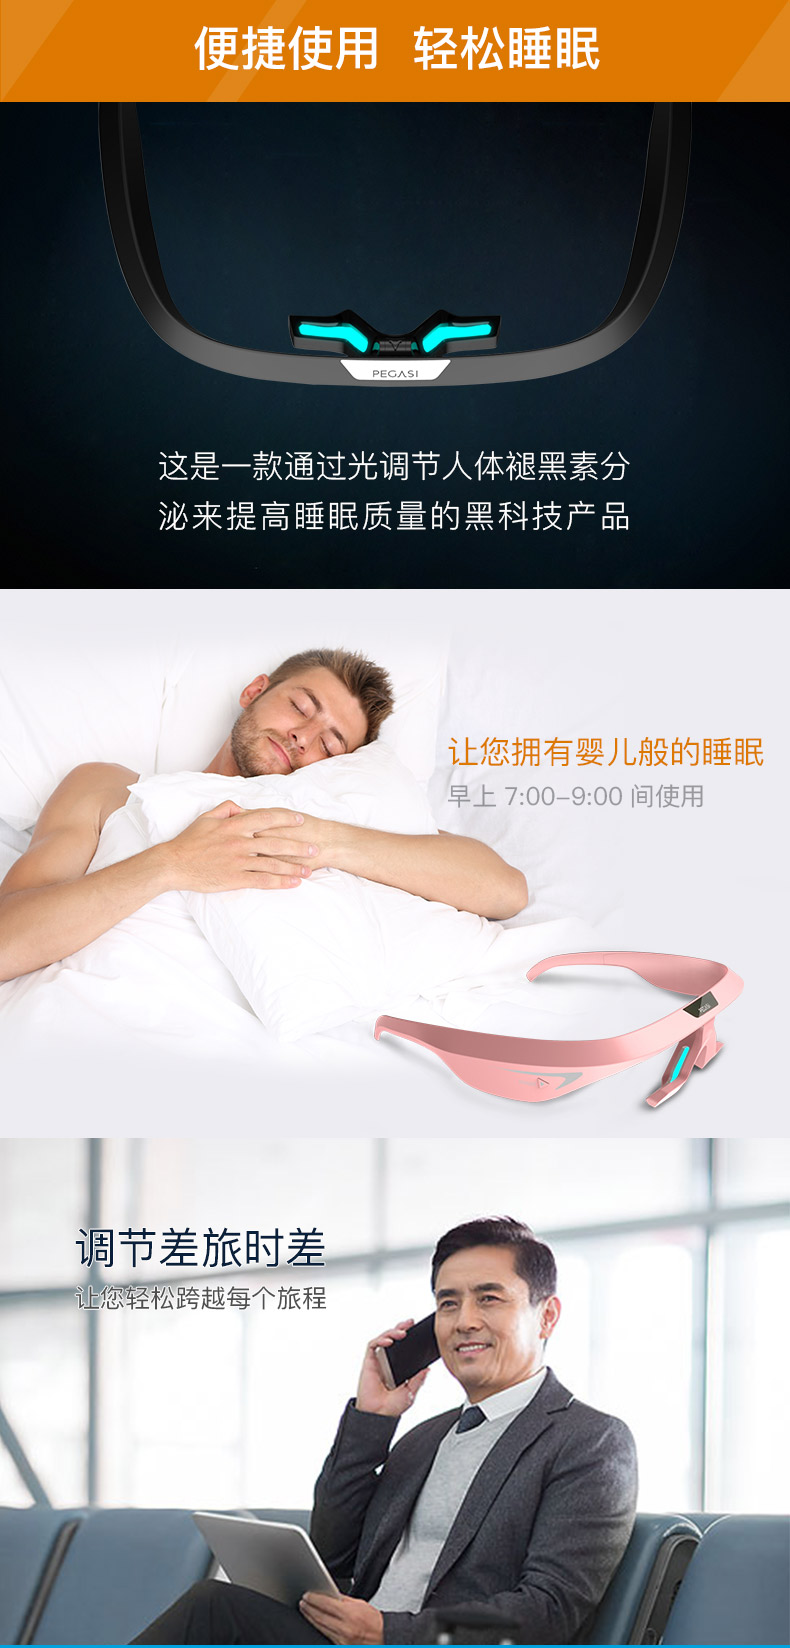 便捷使用 轻松睡眠
PEGASI
这是一款通过光调节人体褪黑素分
泌来提高睡眠质量的黑科技产品
让您拥有婴儿般的睡眠
早上 7:00-9:00 间使用
PEGASI
调节差旅时差
让您轻松跨越每个旅程